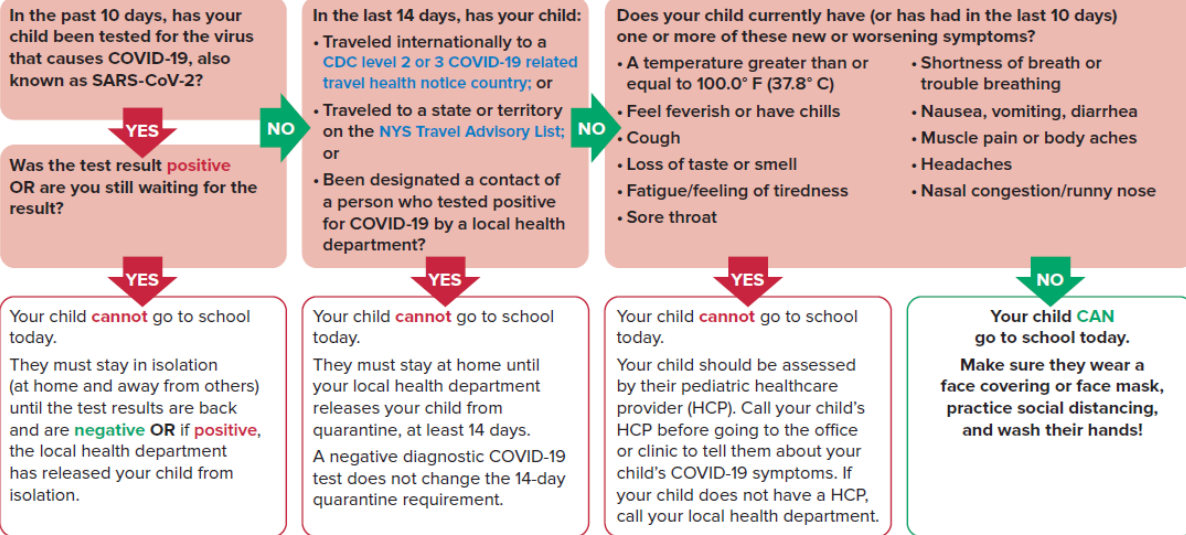 In the past 10 days, has your
child been tested for the virus
that causes COVID-19, also
known as SARS-CoV-2?
YES
Was the test result positive
OR are you still waiting for the
result?
NO
In the last 14 days, has your child:
• Traveled internationally to a
CDC level 2 or 3 COVID-19 related
travel health notice country; or
• Traveled to a state or territory
on the NYS Travel Advisory List;
or
• Been designated a contact of
a person who tested positive
for COVID-19 by a local health
department?
NO
Does your child currently have (or has had in the last 10 days)
one or more of these new or worsening symptoms?
• A temperature greater than or
equal to 100.0° F (37.8° C)
• Feel feverish or have chills
• Cough
• Loss of taste or smell
• Fatigue/feeling of tiredness
• Sore throat
• Shortness of breath or
trouble breathing
• Nausea, vomiting, diarrhea
• Muscle pain or body aches
• Headaches
• Nasal congestion/runny nose
YES
Your child cannot go to school
today.
They must stay in isolation
(at home and away from others)
until the test results are back
and are negative OR if positive,
the local health department
has released your child from
isolation.
YES
Your child cannot go to school
today.
They must stay at home until
your local health department
releases your child from
quarantine, at least 14 days.
A negative diagnostic COVID-19
test does not change the 14-day
quarantine requirement.
YES
Your child cannot go to school
today.
Your child should be assessed
by their pediatric healthcare
provider (HCP). Call your child's
HCP before going to the office
or clinic to tell them about your
child's COVID-19 symptoms. If
your child does not have a HCP,
call your local health department.
NO
Your child CAN
go to school today.
Make sure they wear a
face covering or face mask,
practice social distancing,
and wash their hands!